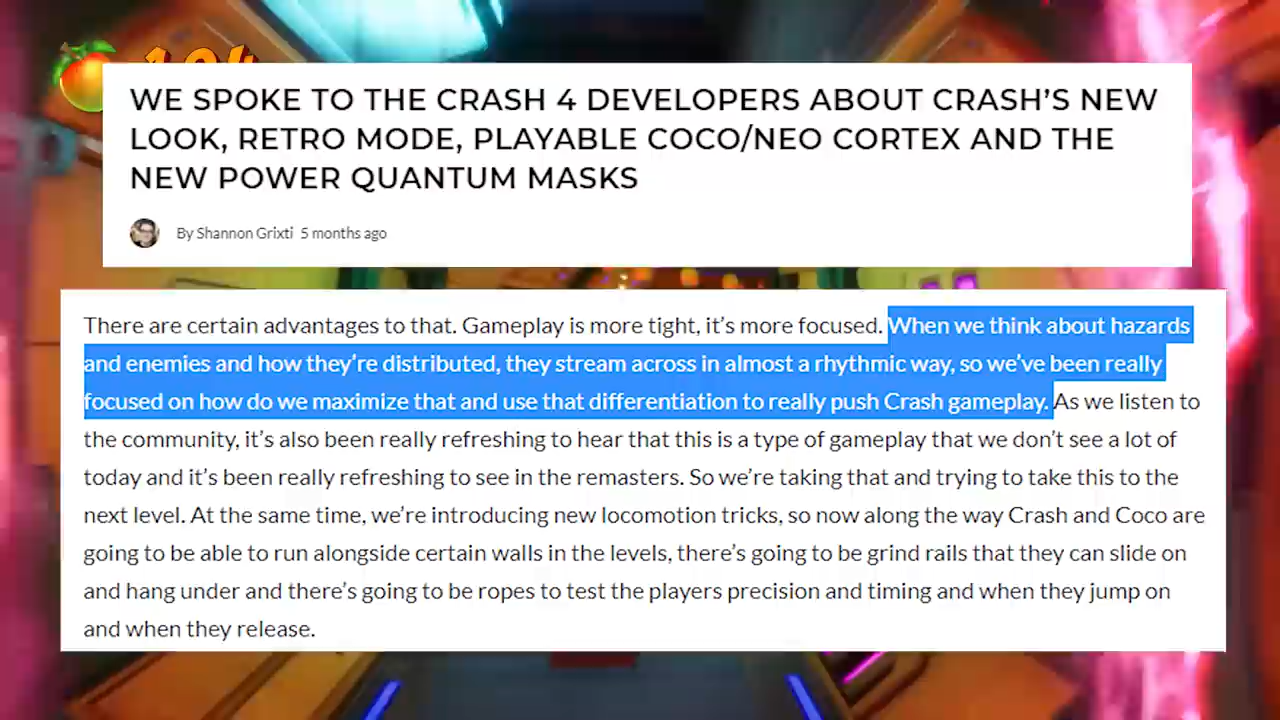 WE SPOKE TO THE CRASH 4 DEVELOPERS ABOUT CRASH'S NEW
LOOK, RETRO MODE, PLAYABLE COCO/NEO CORTEX AND THE
NEW POWER QUANTUM MASKS
By Shannon Grixti 5 months ago
There are certain advantages to that. Gameplay is more tight, it's more focused. When we think about hazards
and enemies and how they're distributed, they stream across in almost a rhythmic way, so we've been really
focused on how do we maximize that and use that differentiation to really push Crash gameplay. As we listen to
the community, it's also been really refreshing to hear that this is a type of gameplay that we don't see a lot of
today and it's been really refreshing to see in the remasters. So we're taking that and trying to take this to the
next level. At the same time, we're introducing new locomotion tricks, so now along the way Crash and Coco are
going to be able to run alongside certain walls in the levels, there's going to be grind rails that they can slide on
and hang under and there's going to be ropes to test the players precision and timing and when they jump on
and when they release.